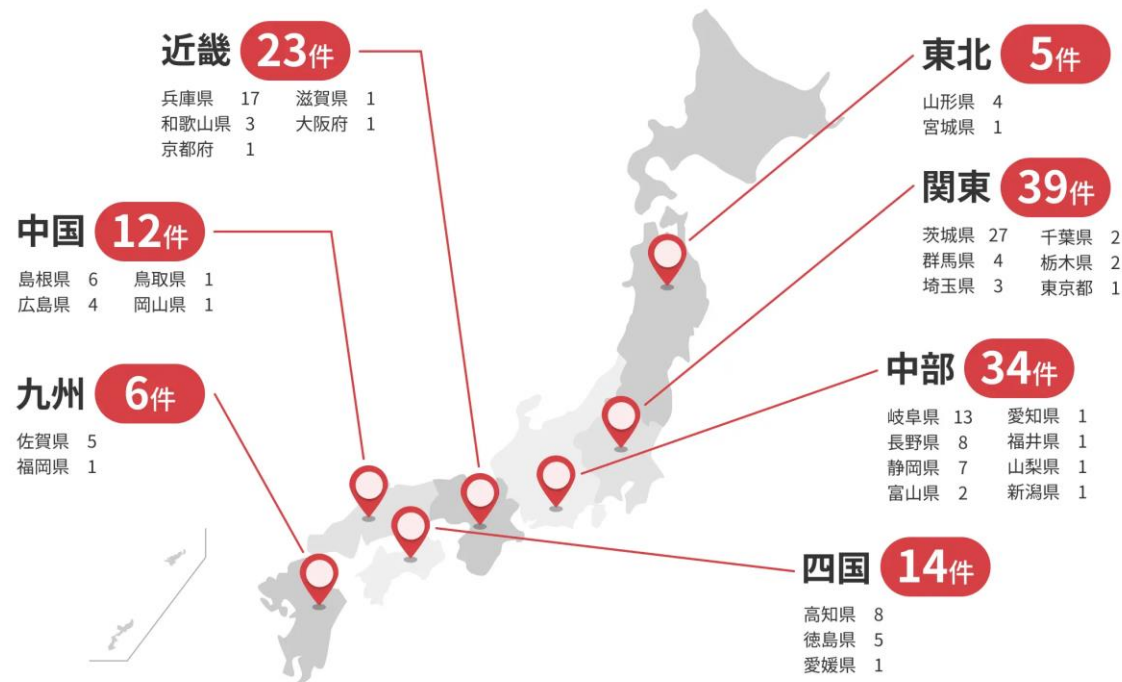 近畿 23件
兵庫県 17 滋賀県 1
和歌山県 3 大阪府 1
京都府 1
中国 12件
島根県 6 鳥取県 1
広島県 4 岡山県 1
九州 6件
佐賀県 5
福岡県 1
東北 5件
山形県 4
宮城県 1
関東 39件
茨城県 27 千葉県 2
群馬県 4 栃木県 2
埼玉県 3 東京都 1
中部 34件
岐阜県 13 愛知県 1
長野県 8 福井県 1
静岡県 7 山梨県 1
富山県 2 新潟県 1
四国 14件
高知県 8
徳島県 5
愛媛県 1